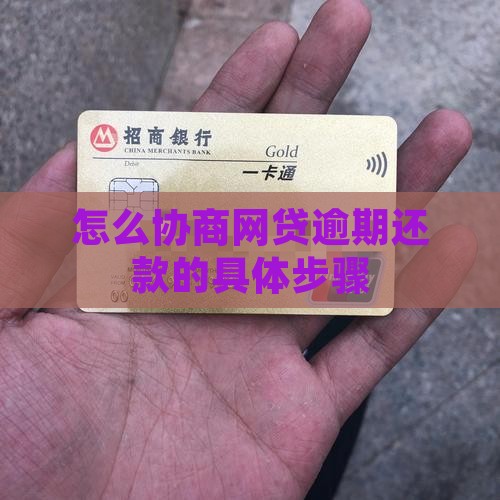 招商银行
CHINA MERCHANTS BANK
Debit
Gold
一卡通
怎么协商网贷逾期还
款的具体步骤